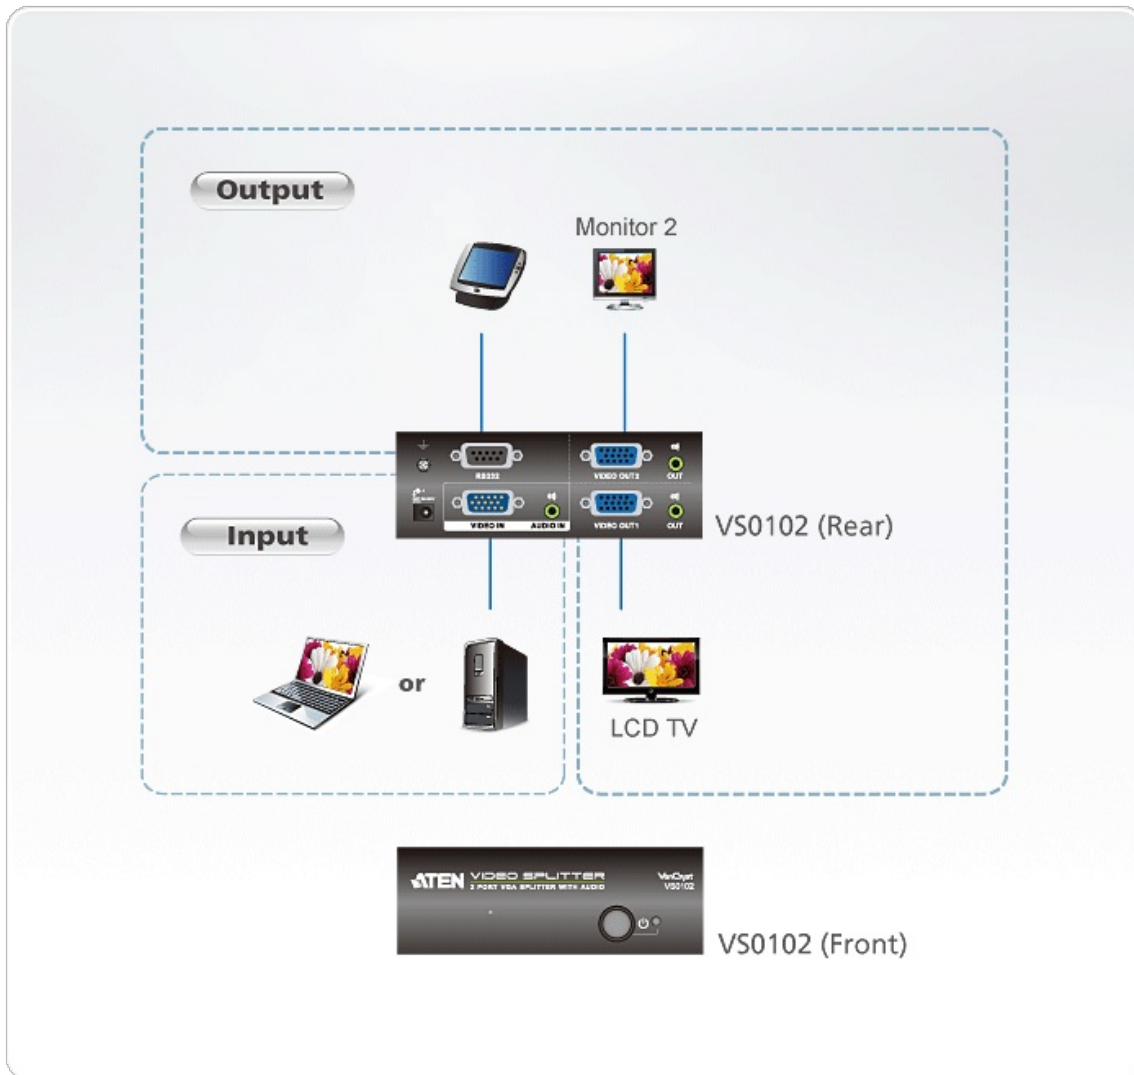 Output
Monitor 2
RS232
VIDEO OUT2
OUT
VIDEO IN
AUDIO IN
VIDEO OUT1
OUT
VS0102 (Rear)
Input
or
LCD TV
ATEN
VIDEO SPLITTER
2 PORT VGA SPLITTER WITH AUDIO
VanCryst
VS0102
VS0102 (Front)